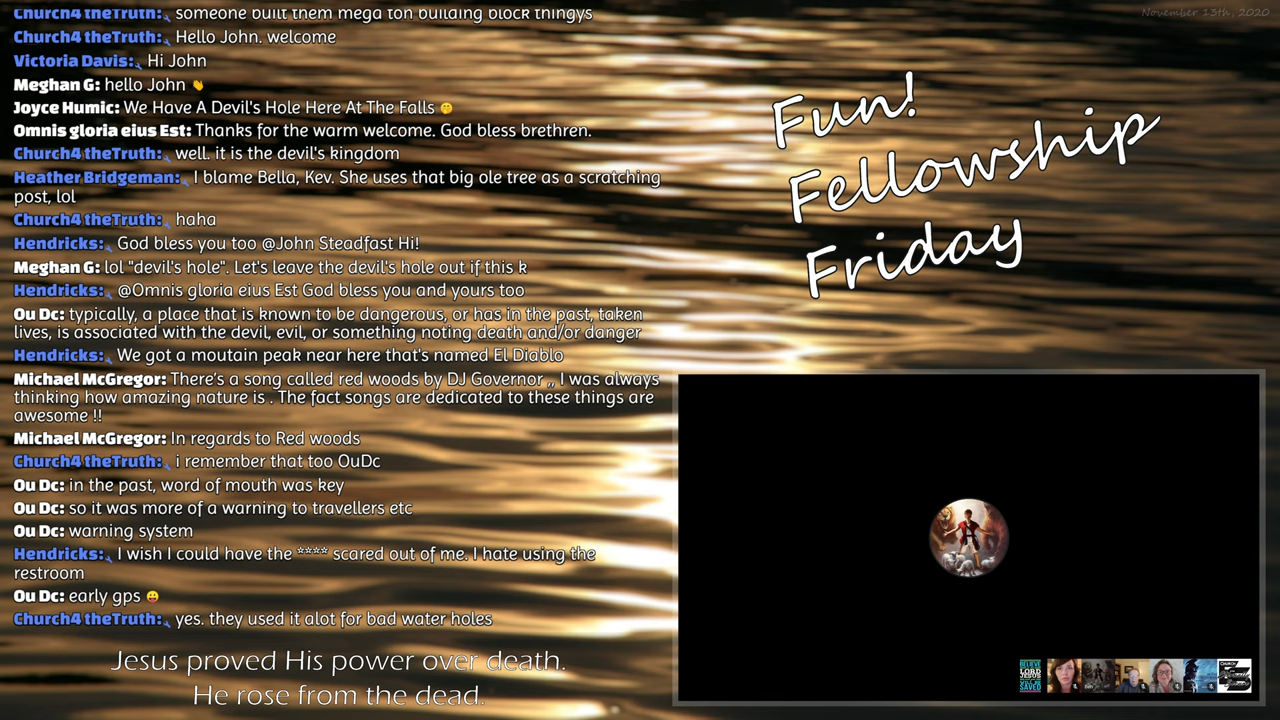 Church4 theTruth: someone built them mega ton building block thingys
Church4 theTruth: Hello John. welcome
Victoria Davis: Hi John
Meghan G: hello John 👋
Joyce Humic: We Have A Devil's Hole Here At The Falls 🤭
Omnis gloria eius Est: Thanks for the warm welcome. God bless brethren.
Church4 theTruth: well. it is the devil's kingdom
Heather Bridgeman: I blame Bella, Kev. She uses that big ole tree as a scratching
post, lol
Church4 theTruth: haha
Hendricks: God bless you too @John Steadfast Hi!
Meghan G: lol "devil's hole". Let's leave the devil's hole out if this k
Hendricks: @Omnis gloria eius Est God bless you and yours too
Ou Dc: typically, a place that is known to be dangerous, or has in the past, taken
lives, is associated with the devil, evil, or something noting death and/or danger
Hendricks: We got a moutain peak near here that's named El Diablo
Michael McGregor: There's a song called red woods by DJ Governor ,, I was always
thinking how amazing nature is . The fact songs are dedicated to these things are
awesome !!
Michael McGregor: In regards to Red woods
Church4 theTruth: i remember that too OuDc
Ou Dc: in the past, word of mouth was key
Ou Dc: so it was more of a warning to travellers etc
Ou Dc: warning system
Hendricks: I wish I could have the **** scared out of me. I hate using the
restroom
Ou Dc: early gps 😛
Church4 theTruth: yes. they used it alot for bad water holes
Jesus proved His power over death.
He rose from the dead.
November 13th, 2020
Fun!
Fellowship
Friday
BELIEVE
LORD
JESUS
SAVED